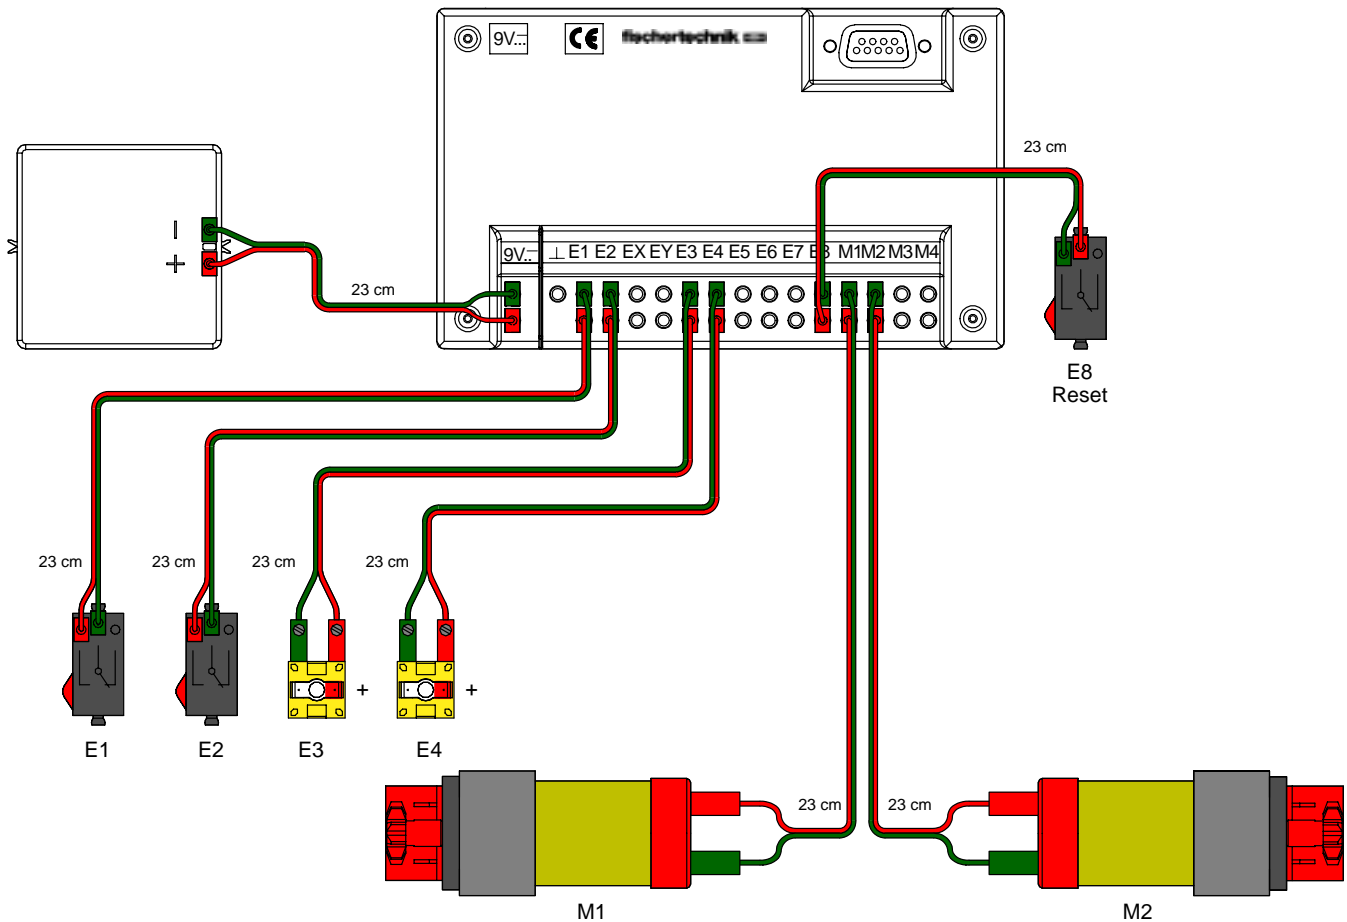 9V CE fischertechnik
23 cm
9V ⊥ E1 E2 EX EY E3 E4 E5 E6 E7 E8 M1 M2 M3 M4
−
+
23 cm
E8
Reset
23 cm 23 cm 23 cm 23 cm
+ +
E1 E2 E3 E4
23 cm 23 cm
M1 M2